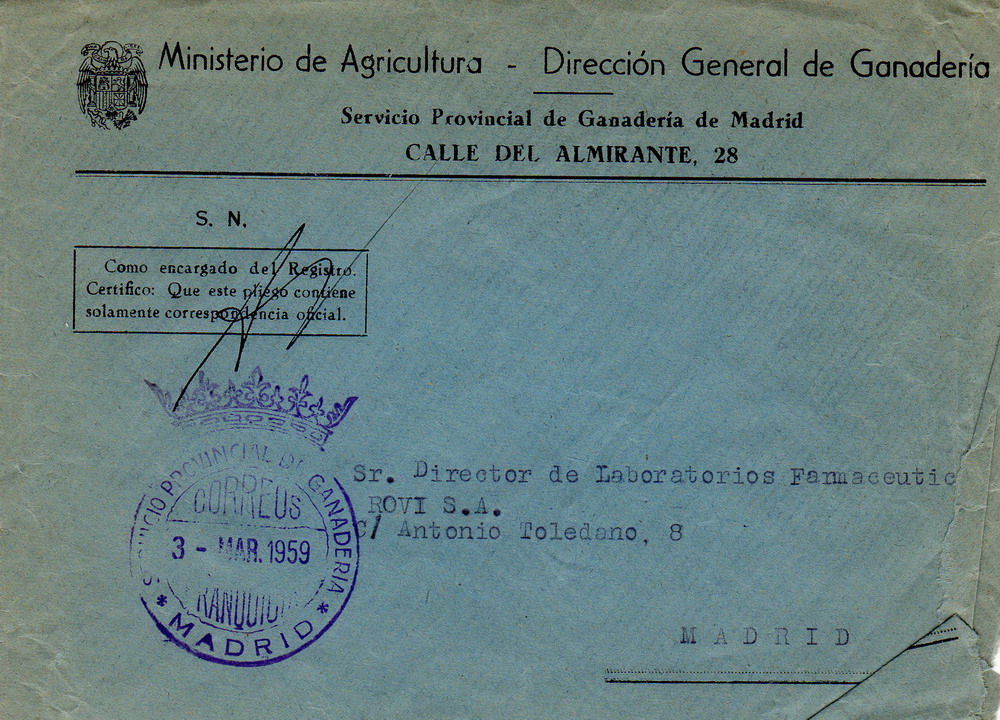 Ministerio de Agricultura - Dirección General de Ganadería
Servicio Provincial de Ganadería de Madrid
CALLE DEL ALMIRANTE, 28
S. N.
Como encargado del Registro.
Certifico: Que este pliego contiene
solamente correspondencia oficial.
PROVINCIAL DE GANADERIA
CORREOS
3 - MAR. 1959
* MADRID *
Sr. Director de Laboratorios Farmaceutic
ROVI S.A.
C/ Antonio Toledano, 8
MADRID